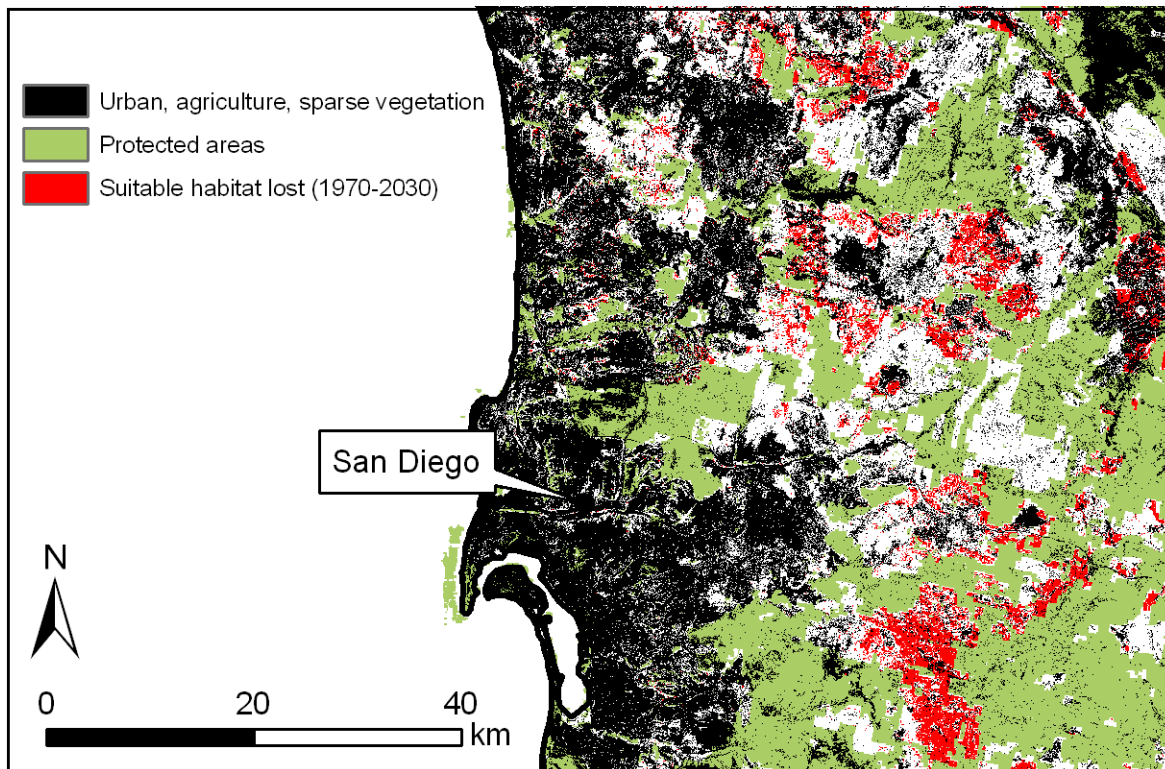 Urban, agriculture, sparse vegetation
Protected areas
Suitable habitat lost (1970-2030)
San Diego
N
0 20 40
km